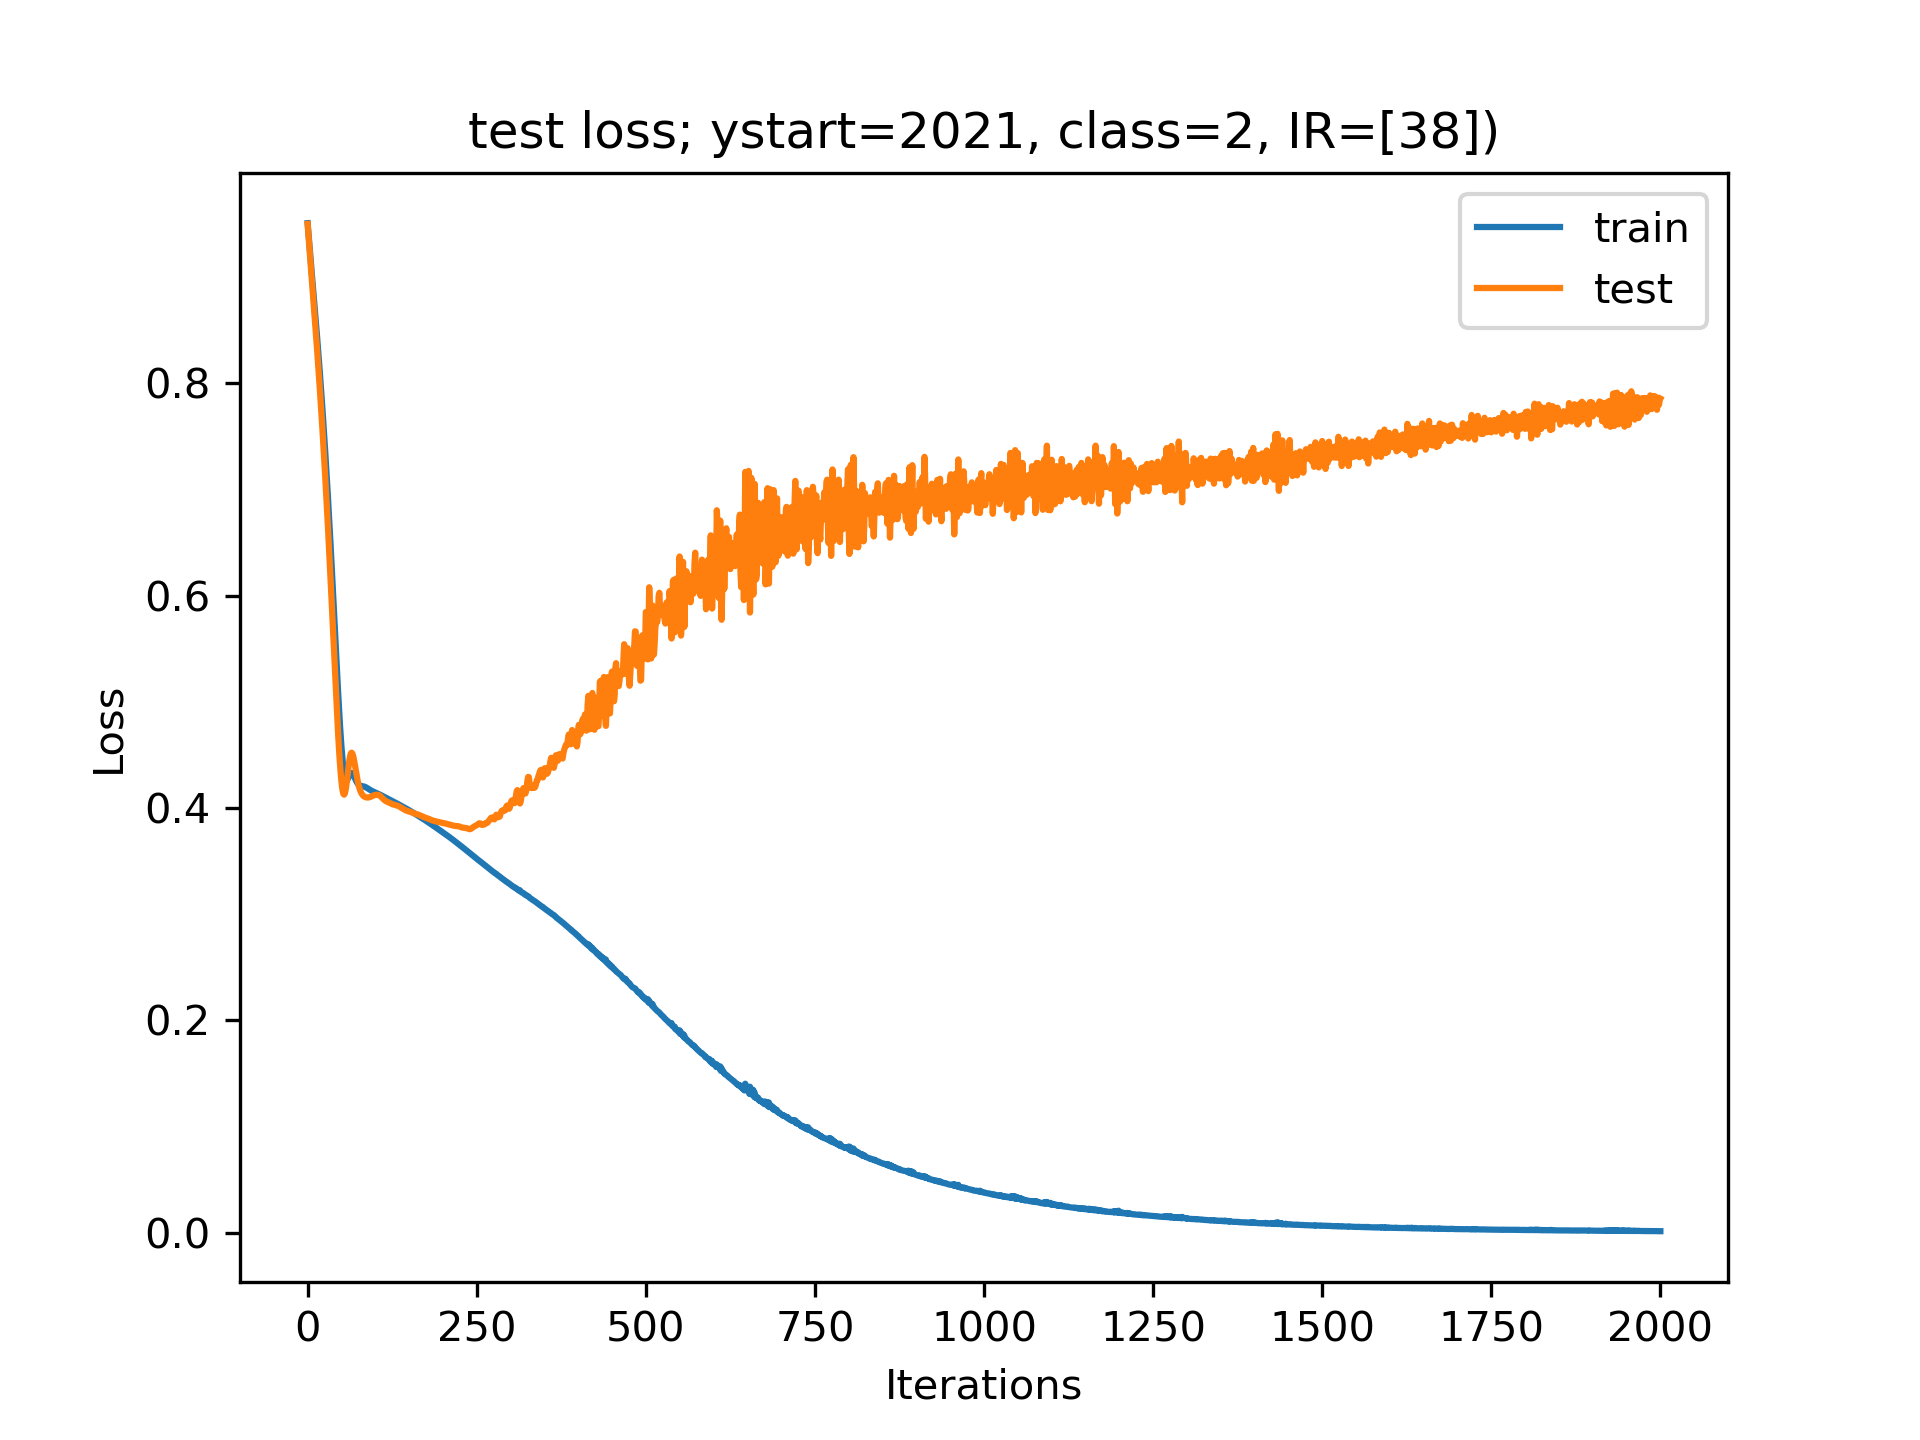 test loss; ystart=2021, class=2, IR=[38])
train
test
0.8
0.6
0.4
0.2
0.0
Loss
0 250 500 750 1000 1250 1500 1750 2000
Iterations